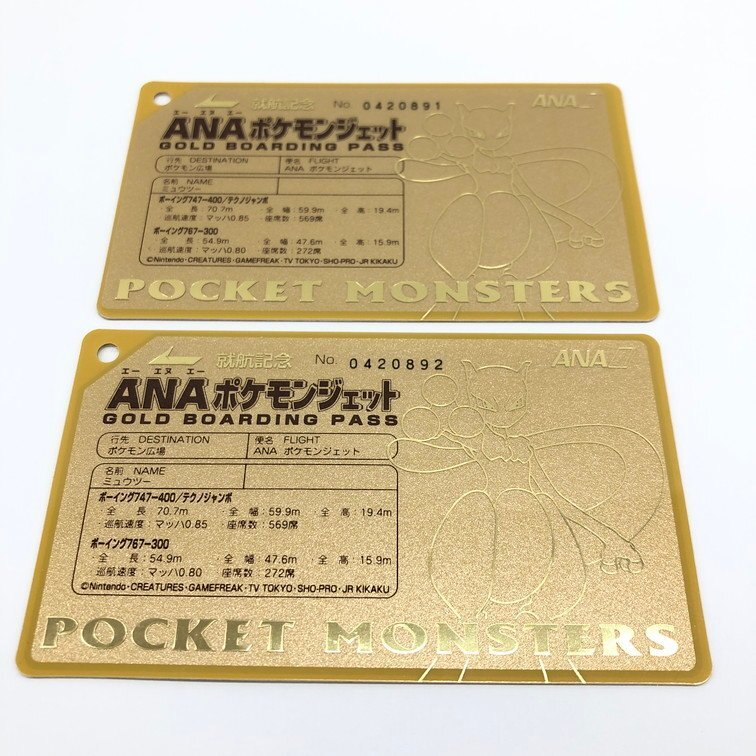 就航記念 No. 0420891 ANA
エー エヌ エー
ANAポケモンジェット
GOLD BOARDING PASS
行先 DESTINATION 便名 FLIGHT
ポケモン広場 ANA ポケモンジェット
名前 NAME
ミュウツー
ボーイング747-400/テクノジャンボ
・全長:70.7m ・全幅:59.9m ・全高:19.4m
・巡航速度:マッハ0.85 ・座席数:569席
ボーイング767-300
・全長:54.9m ・全幅:47.6m ・全高:15.9m
・巡航速度:マッハ0.80 ・座席数:272席
©Nintendo・CREATURES・GAMEFREAK・TV TOKYO・SHO-PRO・JR KIKAKU
POCKET MONSTERS
就航記念 No. 0420892 ANA
エー エヌ エー
ANAポケモンジェット
GOLD BOARDING PASS
行先 DESTINATION 便名 FLIGHT
ポケモン広場 ANA ポケモンジェット
名前 NAME
ミュウツー
ボーイング747-400/テクノジャンボ
・全長:70.7m ・全幅:59.9m ・全高:19.4m
・巡航速度:マッハ0.85 ・座席数:569席
ボーイング767-300
・全長:54.9m ・全幅:47.6m ・全高:15.9m
・巡航速度:マッハ0.80 ・座席数:272席
©Nintendo・CREATURES・GAMEFREAK・TV TOKYO・SHO-PRO・JR KIKAKU
POCKET MONSTERS